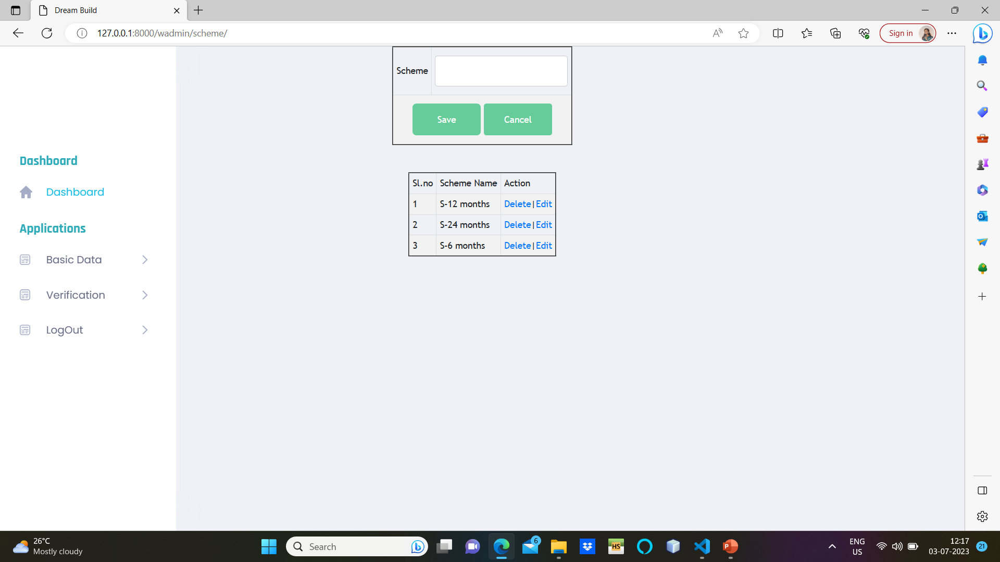 Dream Build
127.0.0.1:8000/wadmin/scheme/
Sign in
Scheme
Save Cancel
Dashboard
Dashboard
Applications
Basic Data
Verification
LogOut
Sl.no Scheme Name Action
1 S-12 months Delete|Edit
2 S-24 months Delete|Edit
3 S-6 months Delete|Edit
26°C
Mostly cloudy
Search
6
HS
P
ENG
US
12:17
03-07-2023
21